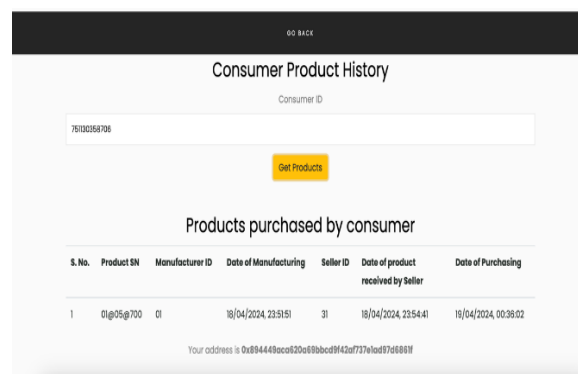 GO BACK
Consumer Product History
Consumer ID
751130358706
Get Products
Products purchased by consumer
S. No. Product SN Manufacturer ID Date of Manufacturing Seller ID Date of product received by Seller Date of Purchasing
1 01@05@700 01 18/04/2024, 23:51:51 31 18/04/2024, 23:54:41 19/04/2024, 00:36:02
Your address is 0x894449aca620a69bbcd9f42af737e1ad97d6861f